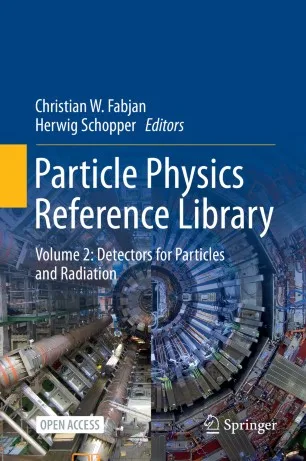 Christian W. Fabjan
Herwig Schopper Editors
Particle Physics
Reference Library
Volume 2: Detectors for Particles
and Radiation
OPEN ACCESS
Springer